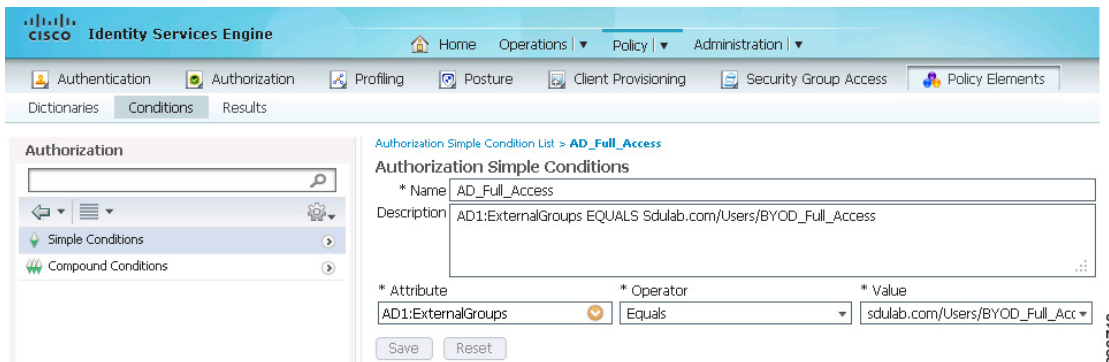 cisco Identity Services Engine
Home Operations Policy Administration
Authentication Authorization Profiling Posture Client Provisioning Security Group Access Policy Elements
Dictionaries Conditions Results
Authorization
Simple Conditions
Compound Conditions
Authorization Simple Condition List > AD_Full_Access
Authorization Simple Conditions
* Name AD_Full_Access
Description AD1:ExternalGroups EQUALS Sdulab.com/Users/BYOD_Full_Access
* Attribute * Operator * Value
AD1:ExternalGroups Equals sdulab.com/Users/BYOD_Full_Acc
Save Reset